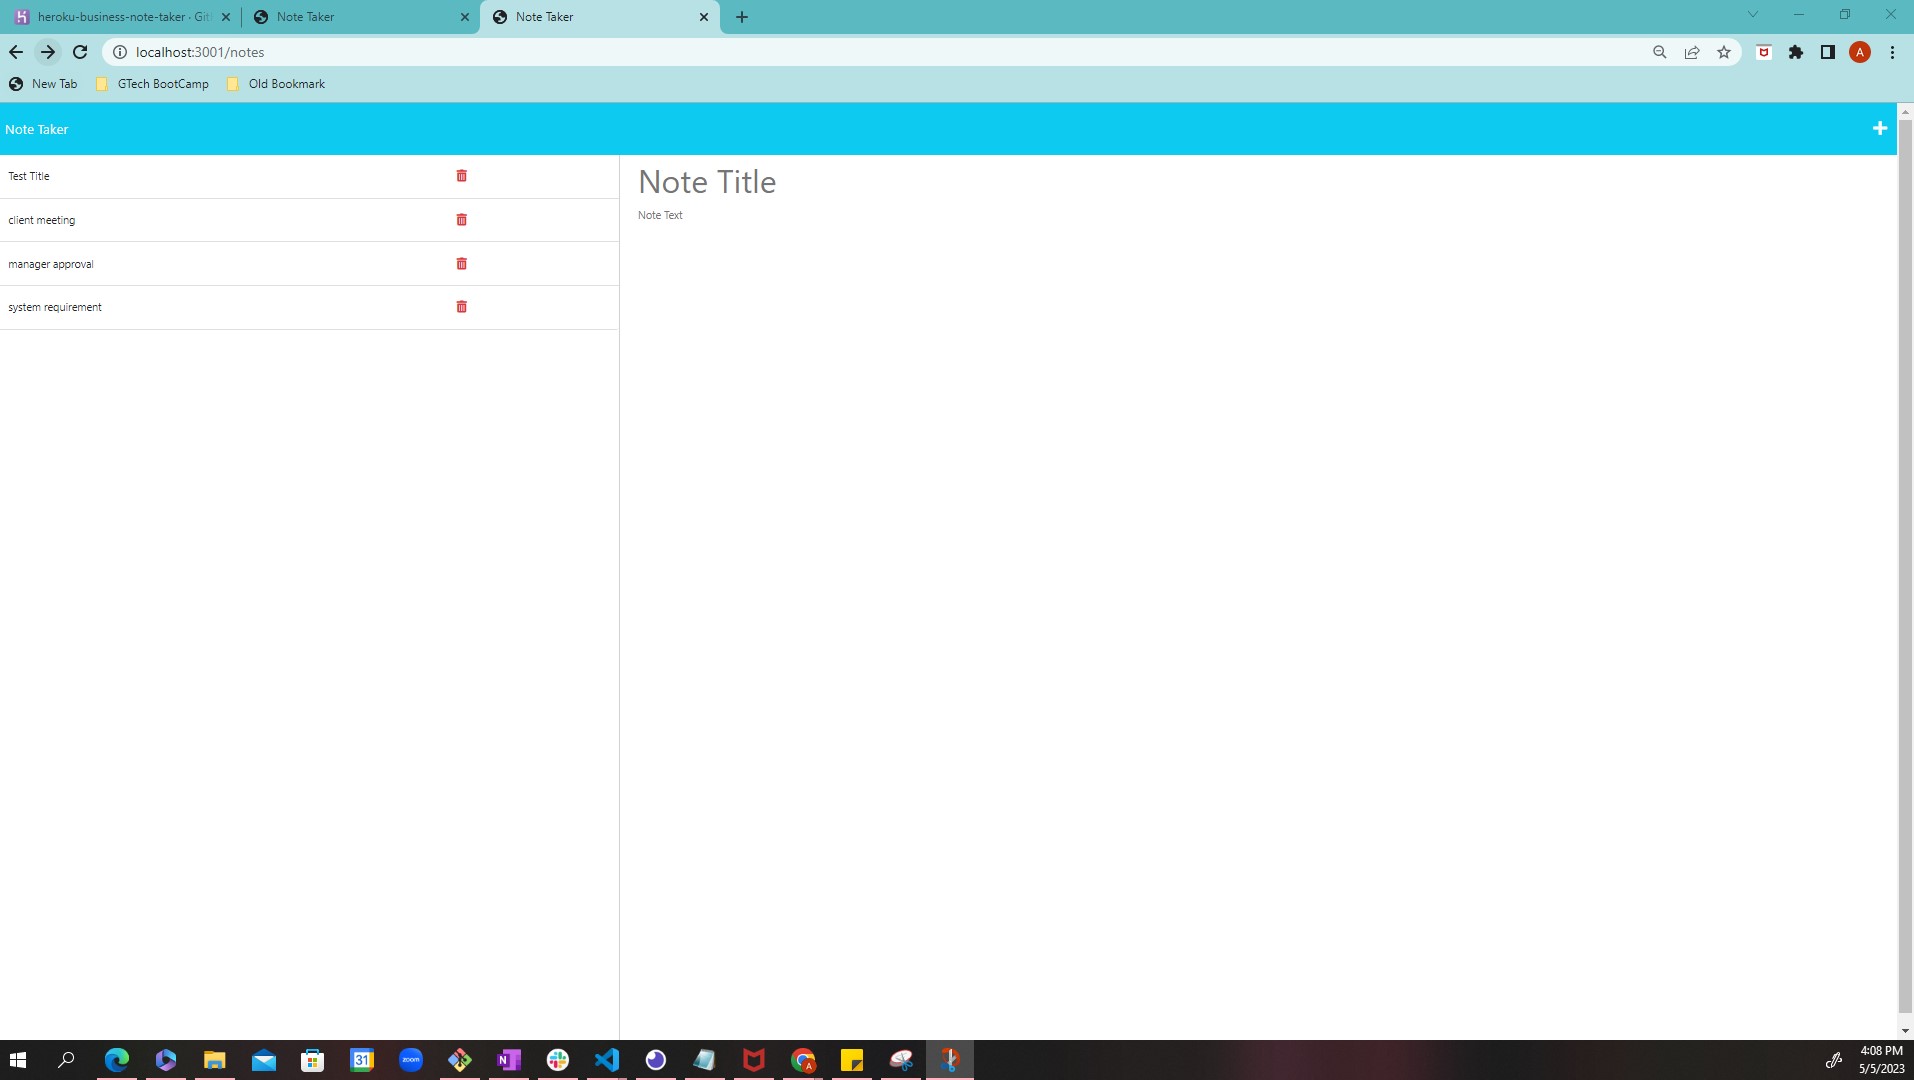 heroku-business-note-taker · Git
Note Taker
Note Taker
localhost:3001/notes
A
New Tab
GTech BootCamp
Old Bookmark
Note Taker
Test Title
Note Title
Note Text
client meeting
manager approval
system requirement
31
zoom
N
A
4:08 PM
5/5/2023